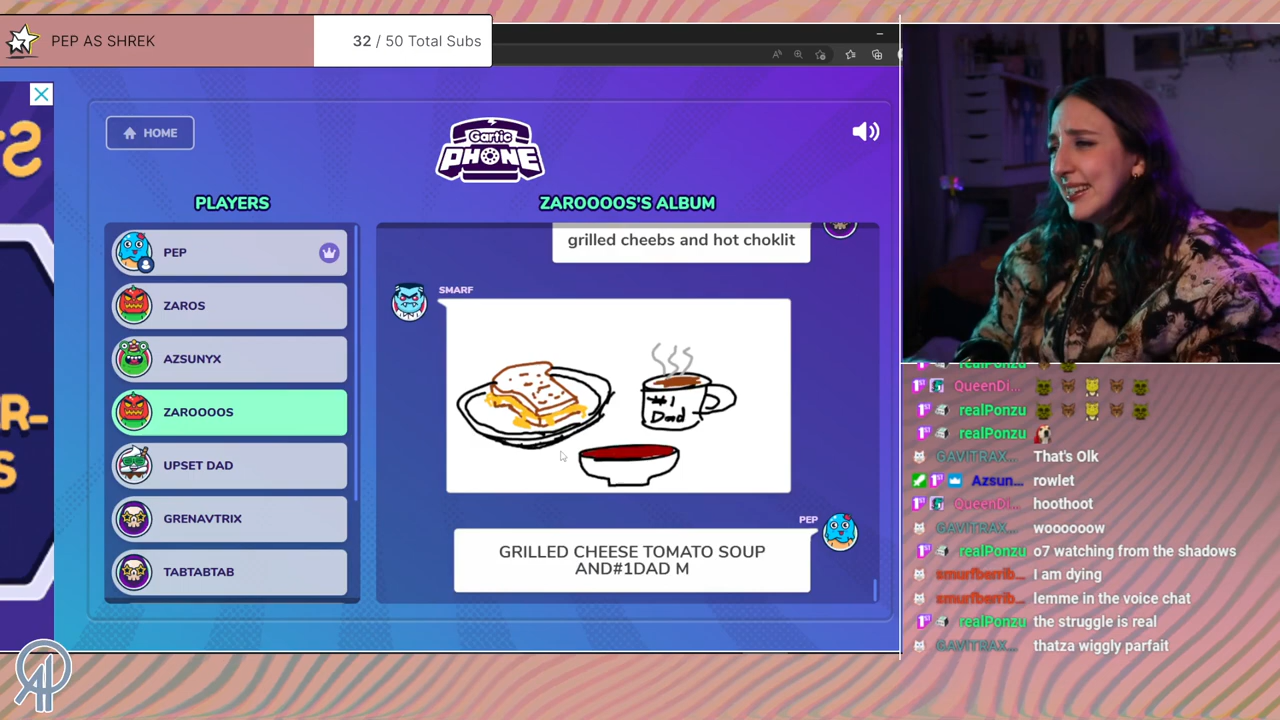 PEP AS SHREK
32 / 50 Total Subs
HOME
Gartic
PHONE
PLAYERS
PEP
ZAROS
AZSUNYX
ZAROOOOS
UPSET DAD
GRENAVTRIX
TABTABTAB
ZAROOOOS'S ALBUM
grilled cheebs and hot choklit
SMARF
#1
Dad
PEP
GRILLED CHEESE TOMATO SOUP
AND#1DAD M
QueenDi...
realPonzu
realPonzu
GAVITRAX... That's Olk
Azsun... rowlet
QueenDi... hoothoot
GAVITRAX... woooooow
realPonzu o7 watching from the shadows
smurfberrib... I am dying
smurfberrib... lemme in the voice chat
realPonzu the struggle is real
GAVITRAX... thatza wiggly parfait